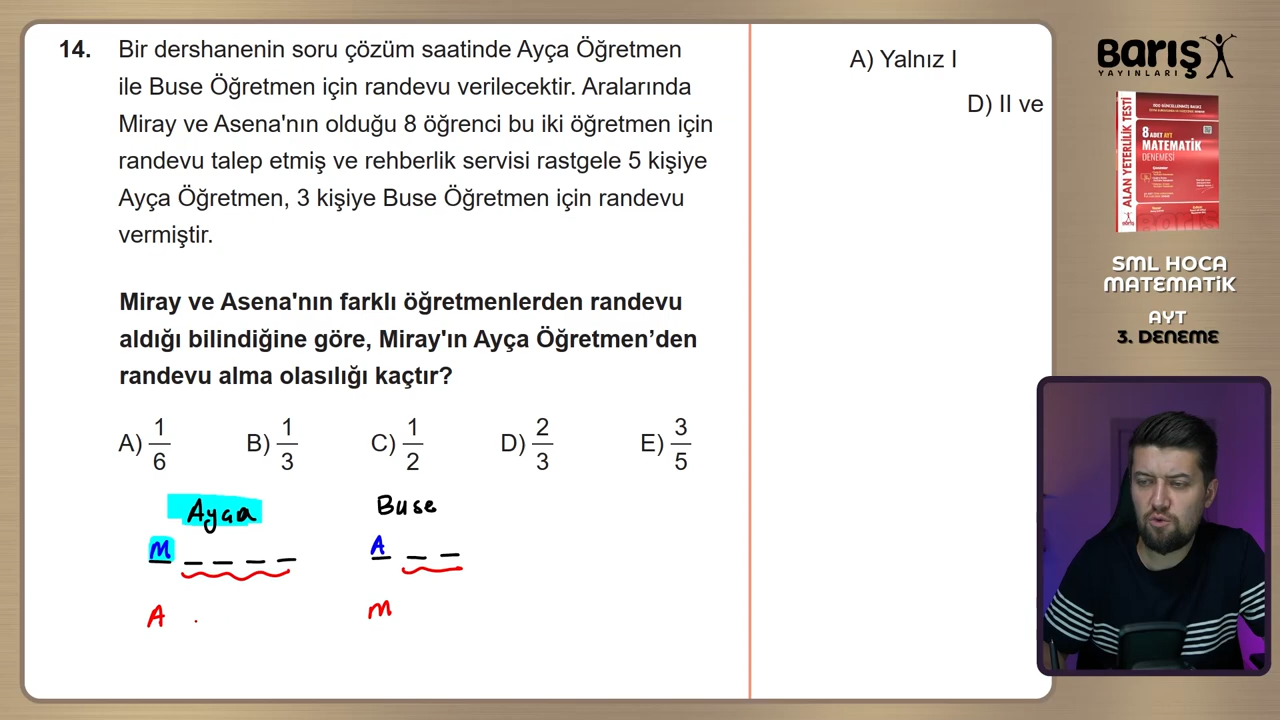 14. Bir dershanenin soru çözüm saatinde Ayça Öğretmen
ile Buse Öğretmen için randevu verilecektir. Aralarında
Miray ve Asena'nın olduğu 8 öğrenci bu iki öğretmen için
randevu talep etmiş ve rehberlik servisi rastgele 5 kişiye
Ayça Öğretmen, 3 kişiye Buse Öğretmen için randevu
vermiştir.
Miray ve Asena'nın farklı öğretmenlerden randevu
aldığı bilindiğine göre, Miray'ın Ayça Öğretmen’den
randevu alma olasılığı kaçtır?
A) 1/6 B) 1/3 C) 1/2 D) 2/3 E) 3/5
Ayça Buse
M A
A M
A) Yalnız I
D) II ve
BARIŞ
YAYINLARI
ALAN YETERLİLİK TESTİ
8 ADET AYT
MATEMATİK
DENEMESİ
BARIŞ
SML HOCA
MATEMATİK
AYT
3. DENEME